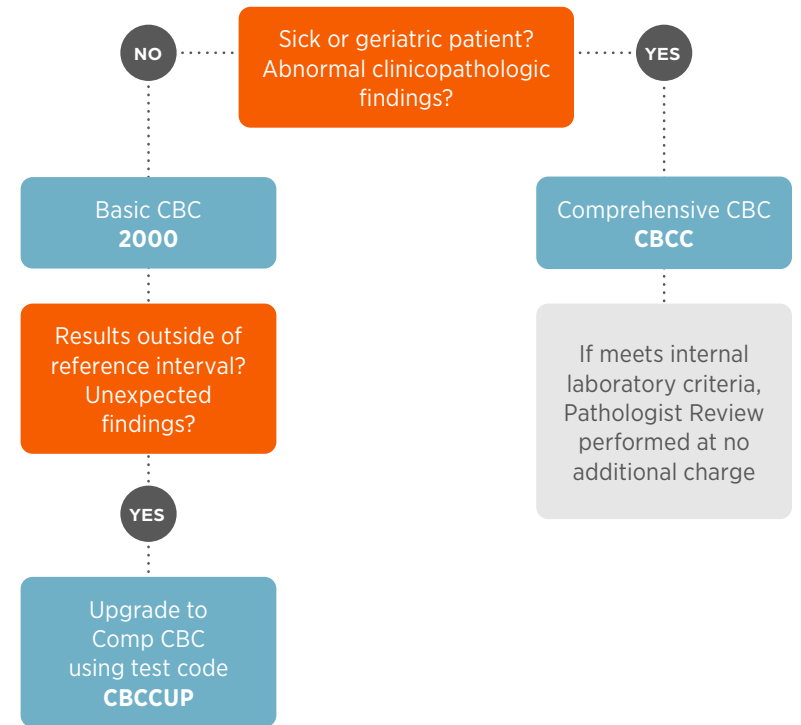 Sick or geriatric patient?
Abnormal clinicopathologic
findings?
NO
YES
Basic CBC
2000
Comprehensive CBC
CBCC
Results outside of
reference interval?
Unexpected
findings?
If meets internal
laboratory criteria,
Pathologist Review
performed at no
additional charge
YES
Upgrade to
Comp CBC
using test code
CBCCUP